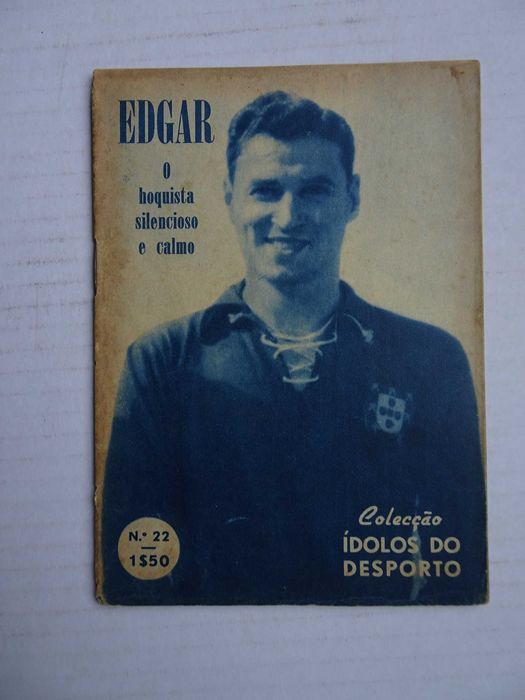 EDGAR
O
hoquista
silencioso
e calmo
N.º 22
1$50
Colecção
ÍDOLOS DO
DESPORTO